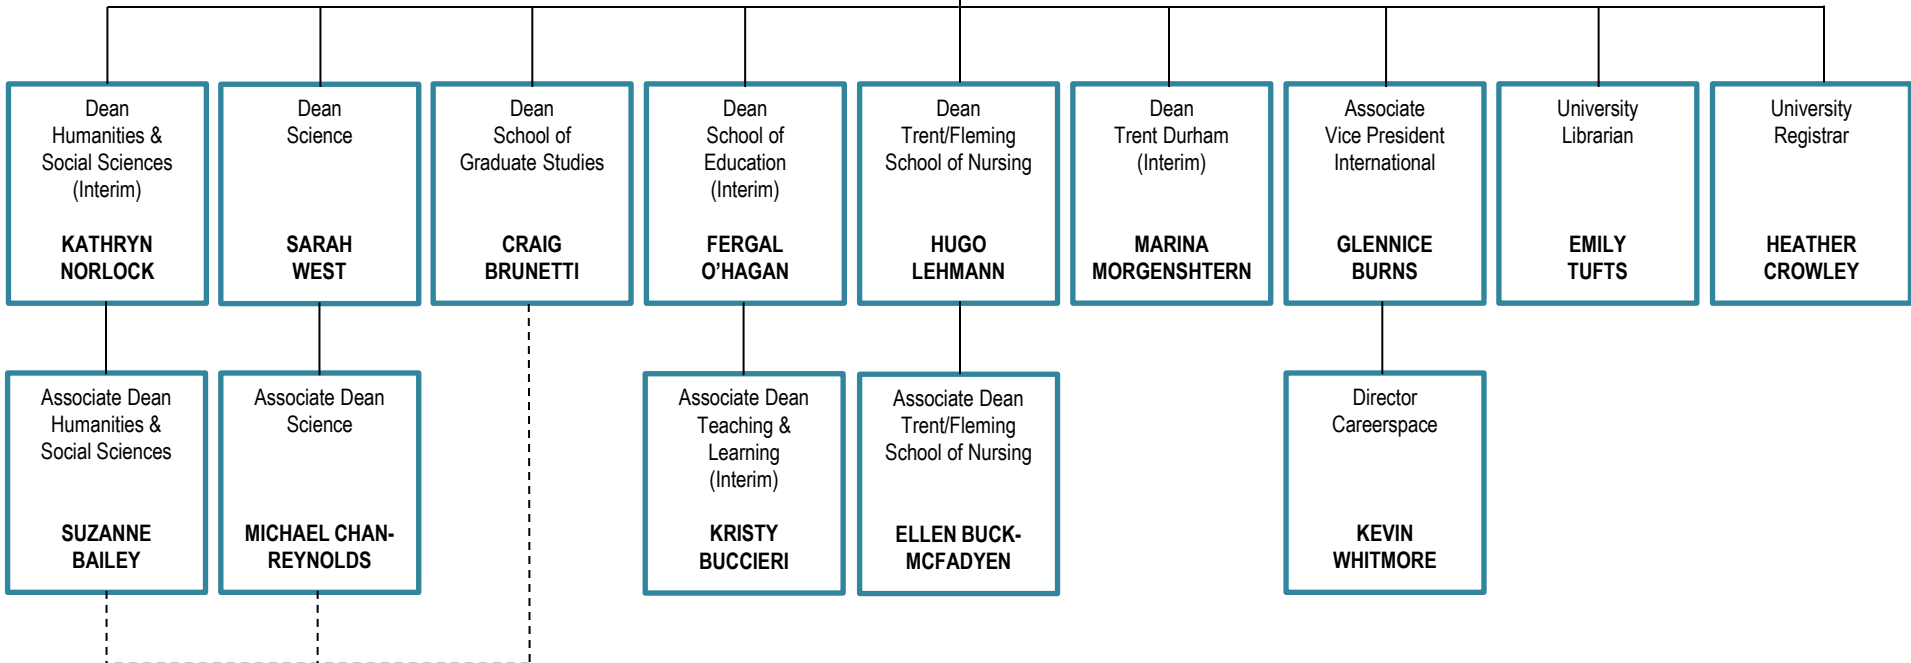 Dean
Humanities &
Social Sciences
(Interim)
KATHRYN
NORLOCK
Dean
Science
SARAH
WEST
Dean
School of
Graduate Studies
CRAIG
BRUNETTI
Dean
School of
Education
(Interim)
FERGAL
O’HAGAN
Dean
Trent/Fleming
School of Nursing
HUGO
LEHMANN
Dean
Trent Durham
(Interim)
MARINA
MORGENSHTERN
Associate
Vice President
International
GLENNICE
BURNS
University
Librarian
EMILY
TUFTS
University
Registrar
HEATHER
CROWLEY
Associate Dean
Humanities &
Social Sciences
SUZANNE
BAILEY
Associate Dean
Science
MICHAEL CHAN-
REYNOLDS
Associate Dean
Teaching &
Learning
(Interim)
KRISTY
BUCCIERI
Associate Dean
Trent/Fleming
School of Nursing
ELLEN BUCK-
MCFADYEN
Director
Careerspace
KEVIN
WHITMORE